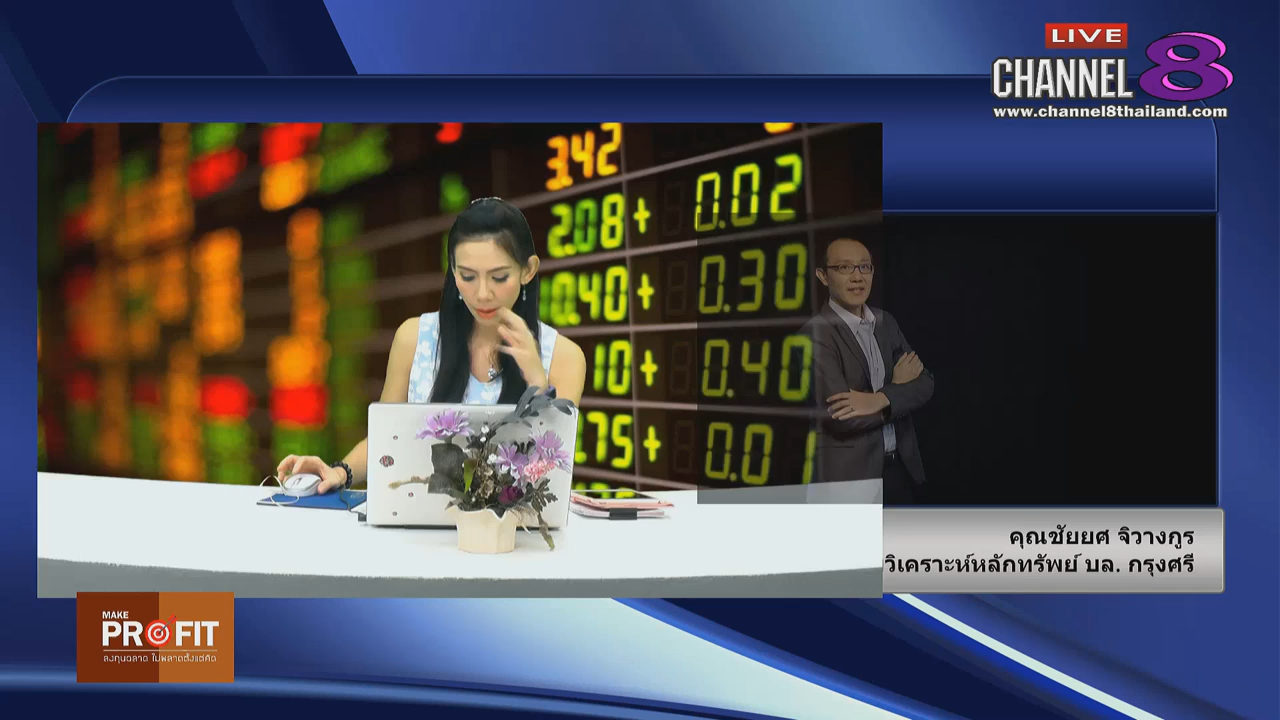 LIVE
CHANNEL 8
www.channel8thailand.com
3.42
2.08 + 0.02
0.40 + 0.30
10 + 0.40
.75 + 0.01
คุณชัยยศ จิวางกูร
วิเคราะห์หลักทรัพย์ บล. กรุงศรี
MAKE
PROFIT
ลงทุนฉลาด ไม่พลาดตั้งแต่คิด